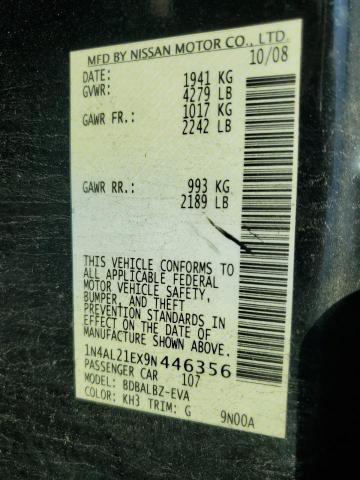 MFD BY NISSAN MOTOR CO., LTD.
DATE: 10/08
GVWR: 1941 KG
4279 LB
GAWR FR.: 1017 KG
2242 LB
GAWR RR.: 993 KG
2189 LB
THIS VEHICLE CONFORMS TO
ALL APPLICABLE FEDERAL
MOTOR VEHICLE SAFETY,
BUMPER, AND THEFT
PREVENTION STANDARDS IN
EFFECT ON THE DATE OF
MANUFACTURE SHOWN ABOVE.
1N4AL21EX9N 446356
PASSENGER CAR 107
MODEL: BDBALBZ-EVA
COLOR: KH3 TRIM: G 9N00A